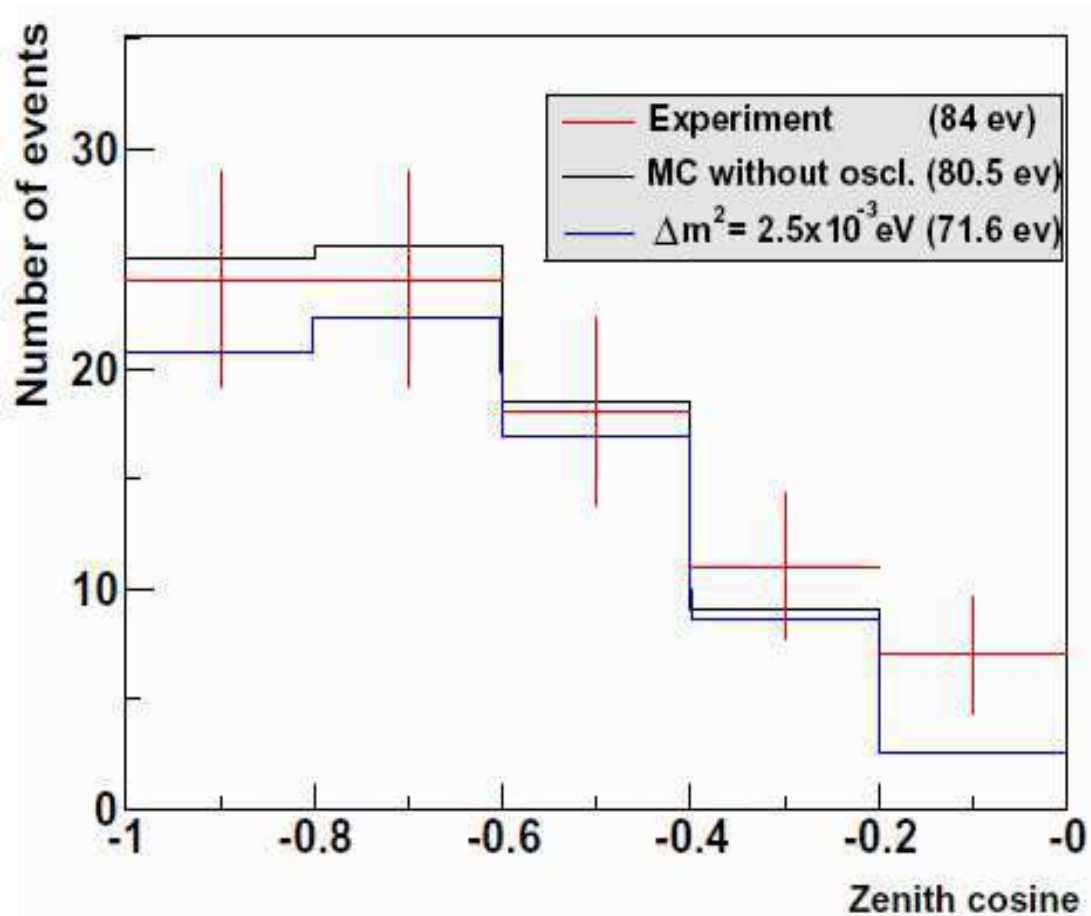 Number of events
30
20
10
0
Experiment (84 ev)
MC without oscl. (80.5 ev)
Δm²= 2.5x10⁻³eV (71.6 ev)
-1 -0.8 -0.6 -0.4 -0.2 -0
Zenith cosine